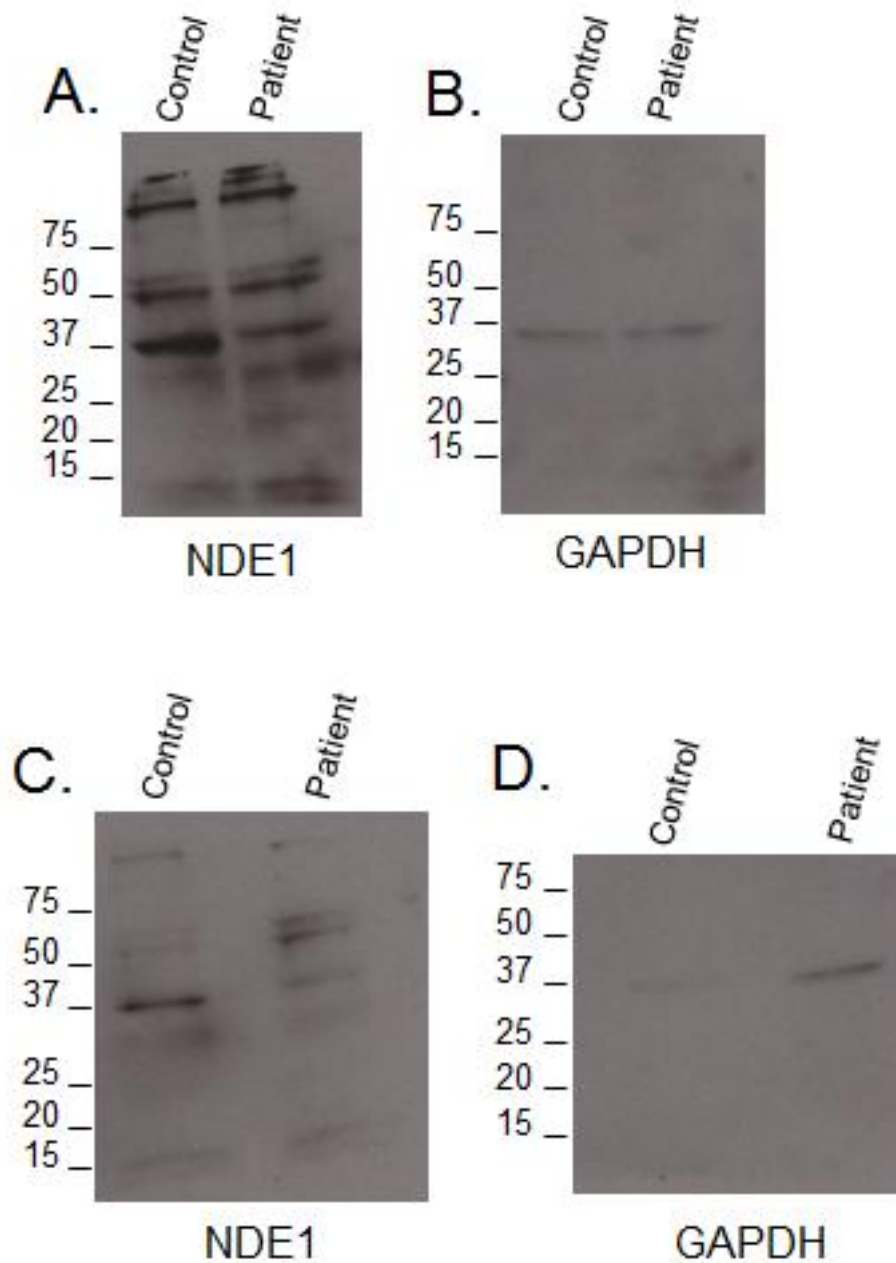 A.
Control
Patient
75
50
37
25
20
15
NDE1
B.
Control
Patient
75
50
37
25
20
15
GAPDH
C.
Control
Patient
75
50
37
25
20
15
NDE1
D.
Control
Patient
75
50
37
25
20
15
GAPDH